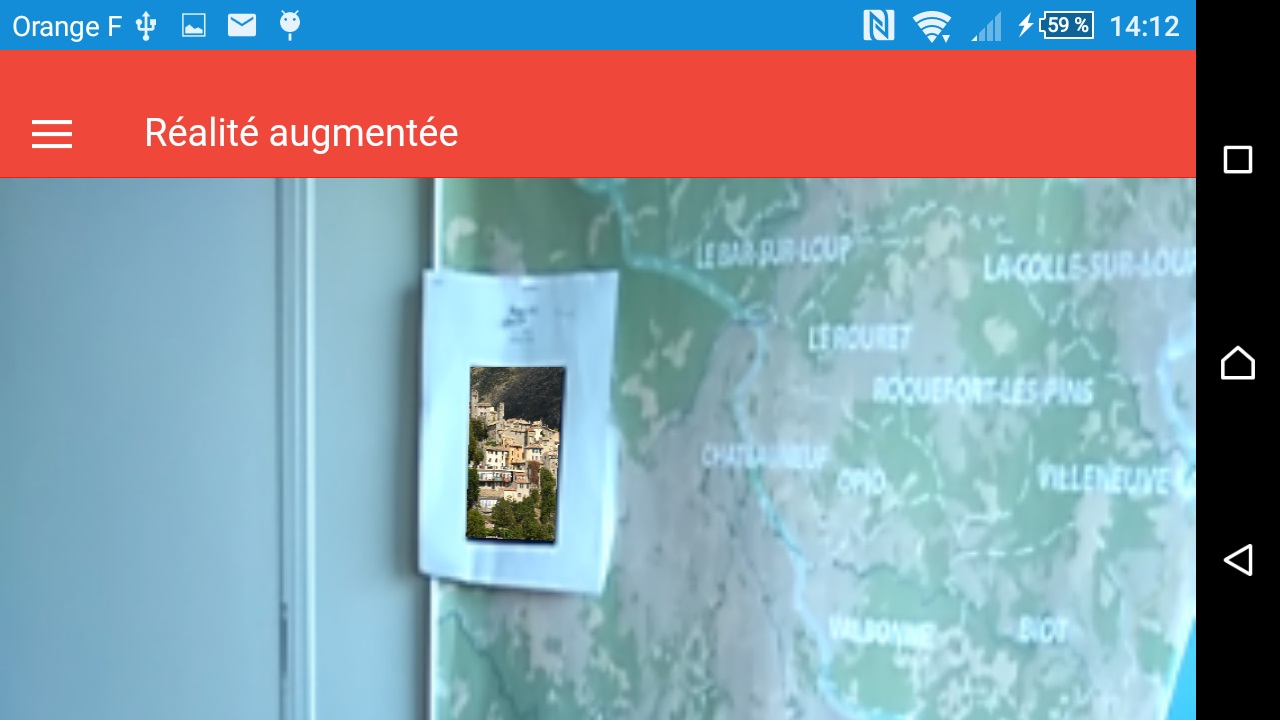 Orange F 59 % 14:12
Réalité augmentée
LE BAR-SUR-LOUP
LA COLLE-SUR-LOUP
LE ROURET
ROQUEFORT-LES-PINS
CHATEAUNEUF
OPIO
VILLENEUVE
VALBONNE
BIOT